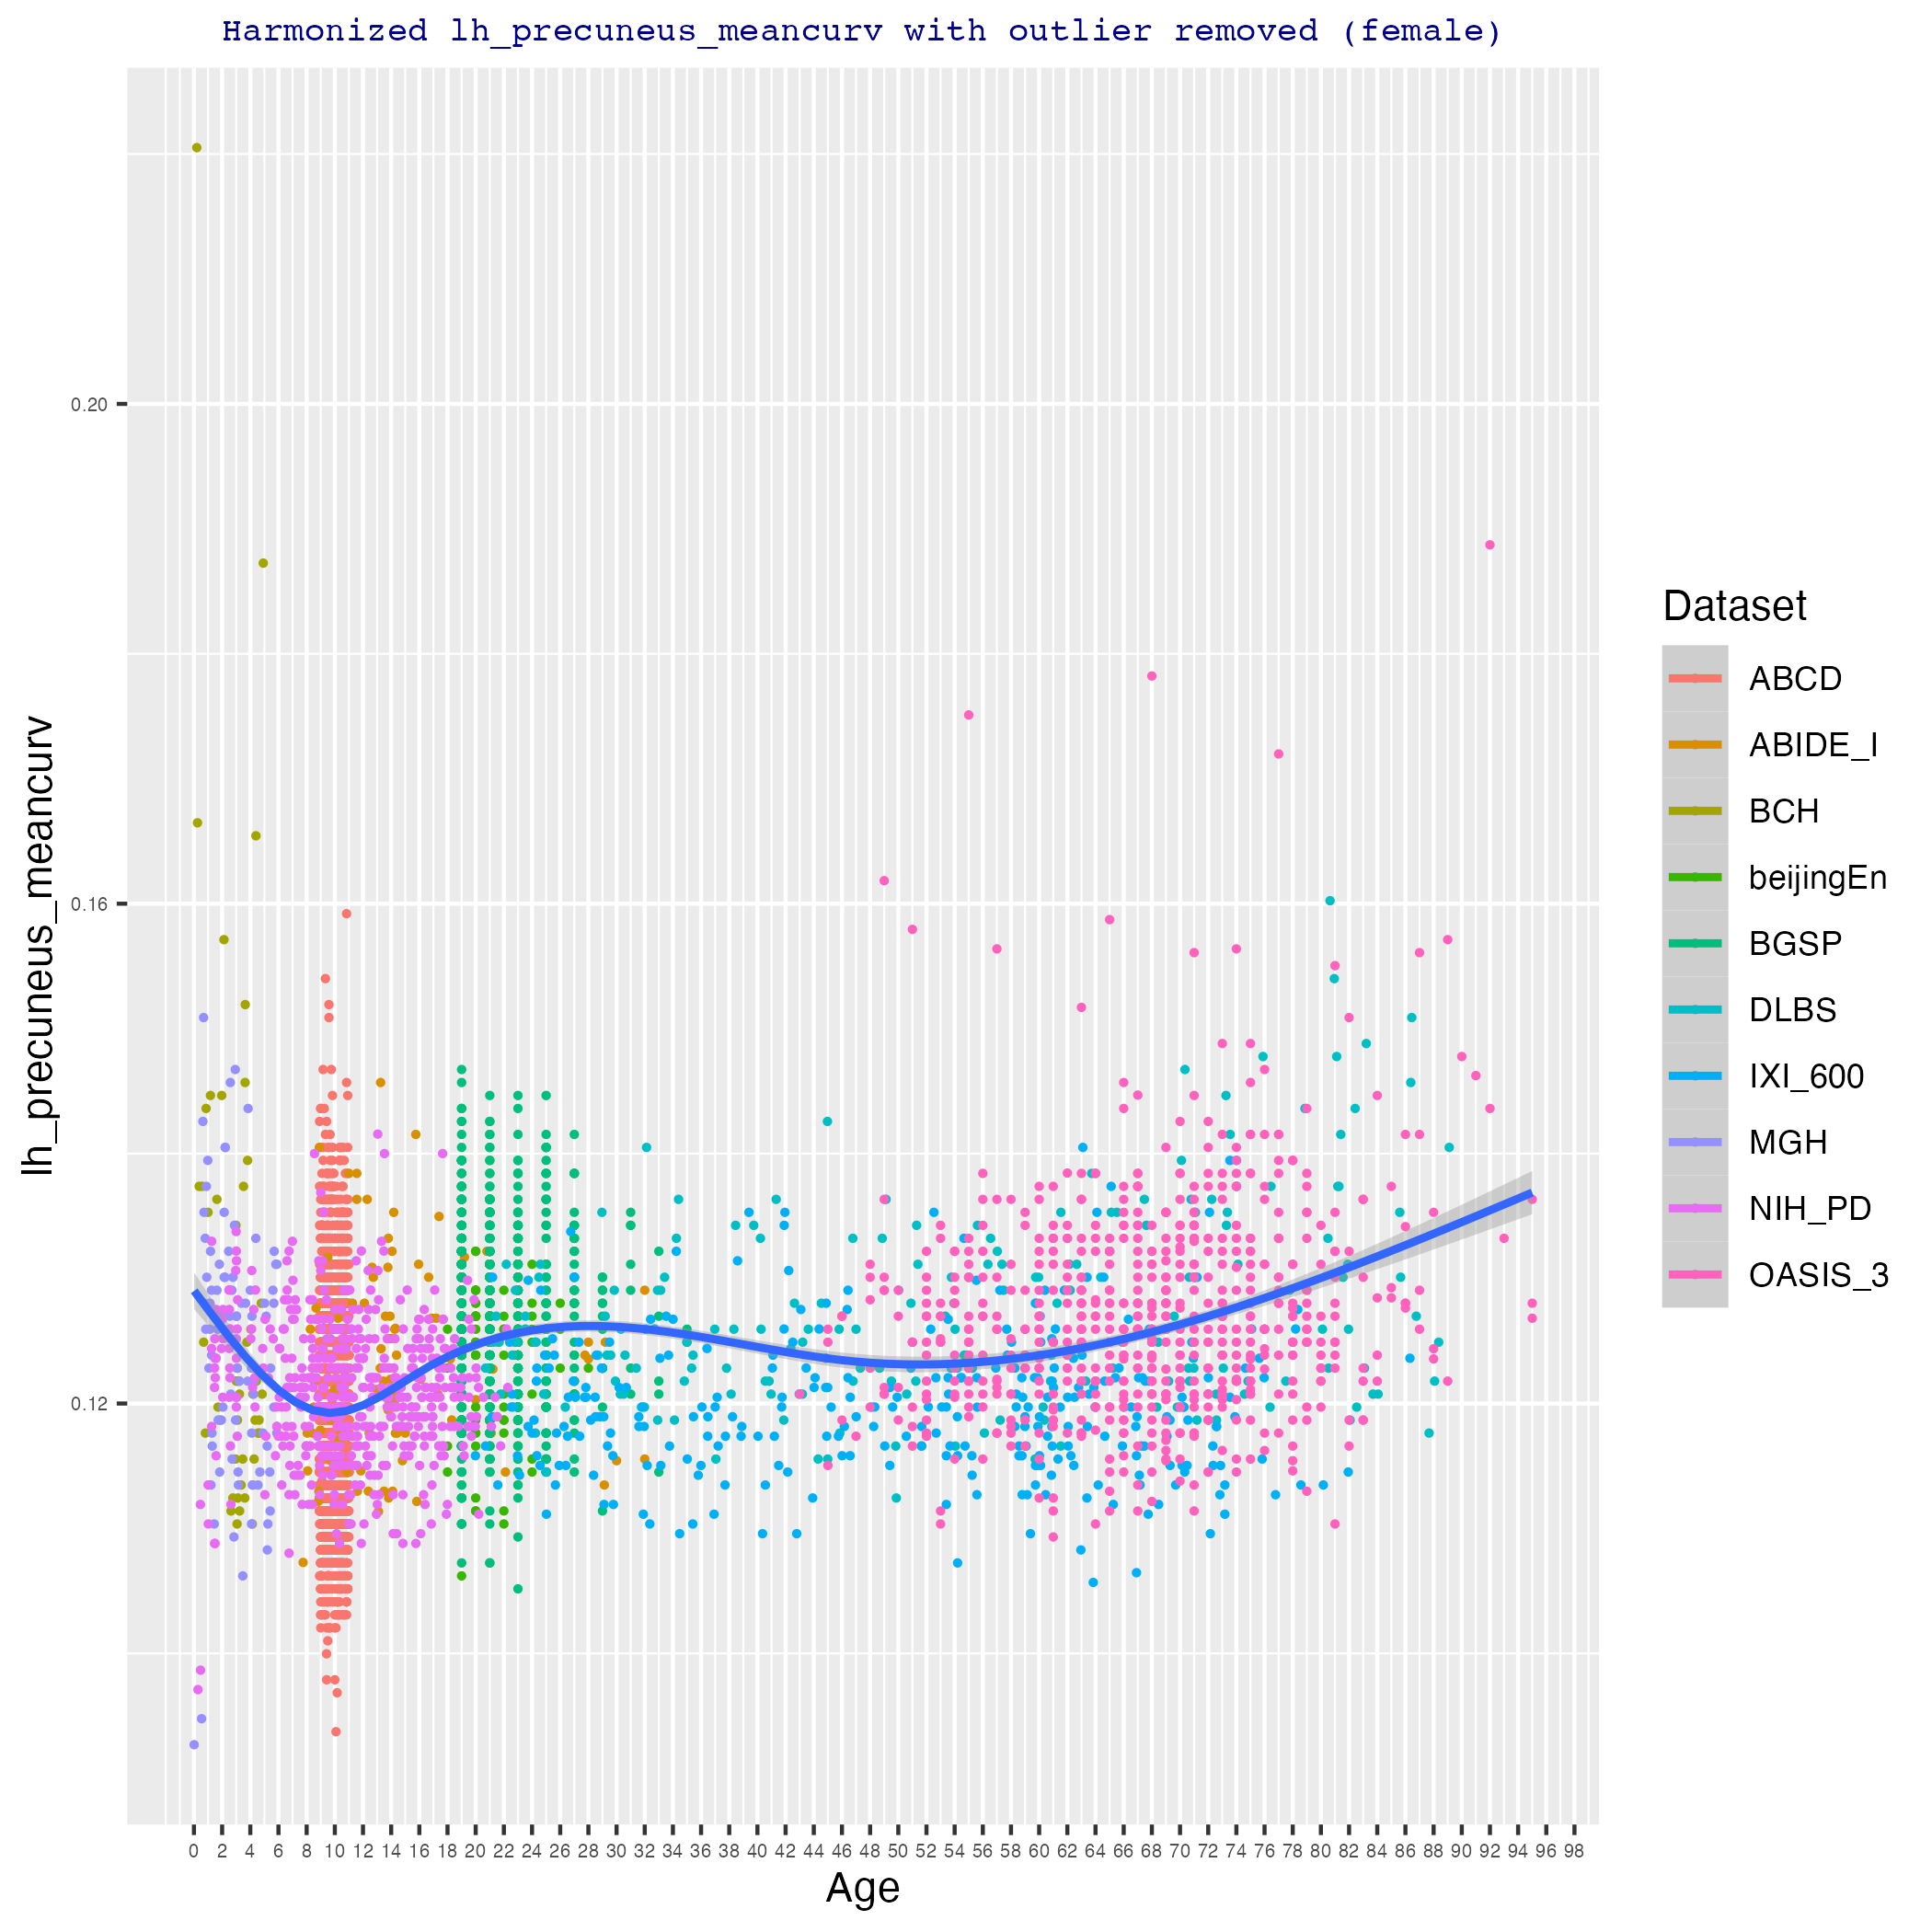 Harmonized lh_precuneus_meancurv with outlier removed (female)
lh_precuneus_meancurv
0.20
0.16
0.12
0 2 4 6 8 10 12 14 16 18 20 22 24 26 28 30 32 34 36 38 40 42 44 46 48 50 52 54 56 58 60 62 64 66 68 70 72 74 76 78 80 82 84 86 88 90 92 94 96 98
Age
Dataset
ABCD
ABIDE_I
BCH
beijingEn
BGSP
DLBS
IXI_600
MGH
NIH_PD
OASIS_3